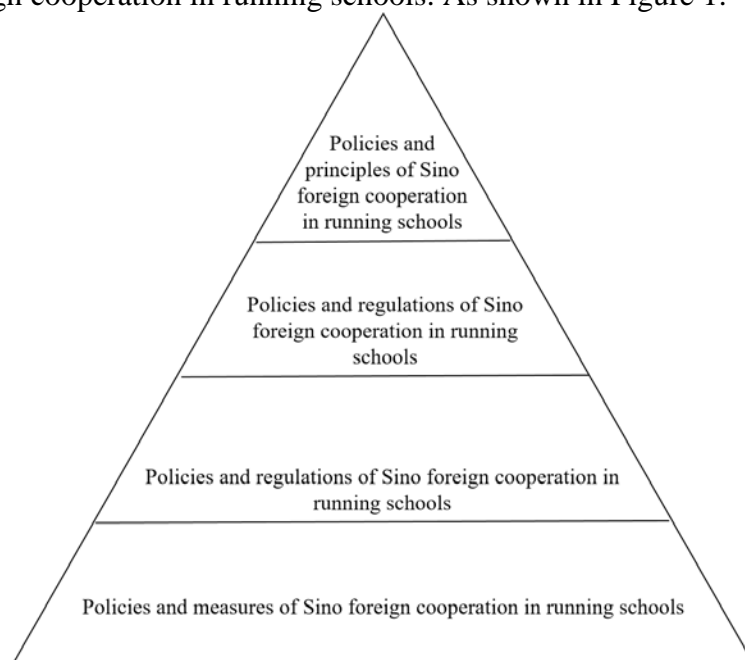 gn cooperation in running schools. As shown in Figure 1.
Policies and
principles of Sino
foreign cooperation
in running schools
Policies and regulations of Sino
foreign cooperation in running
schools
Policies and regulations of Sino foreign cooperation in
running schools
Policies and measures of Sino foreign cooperation in running schools